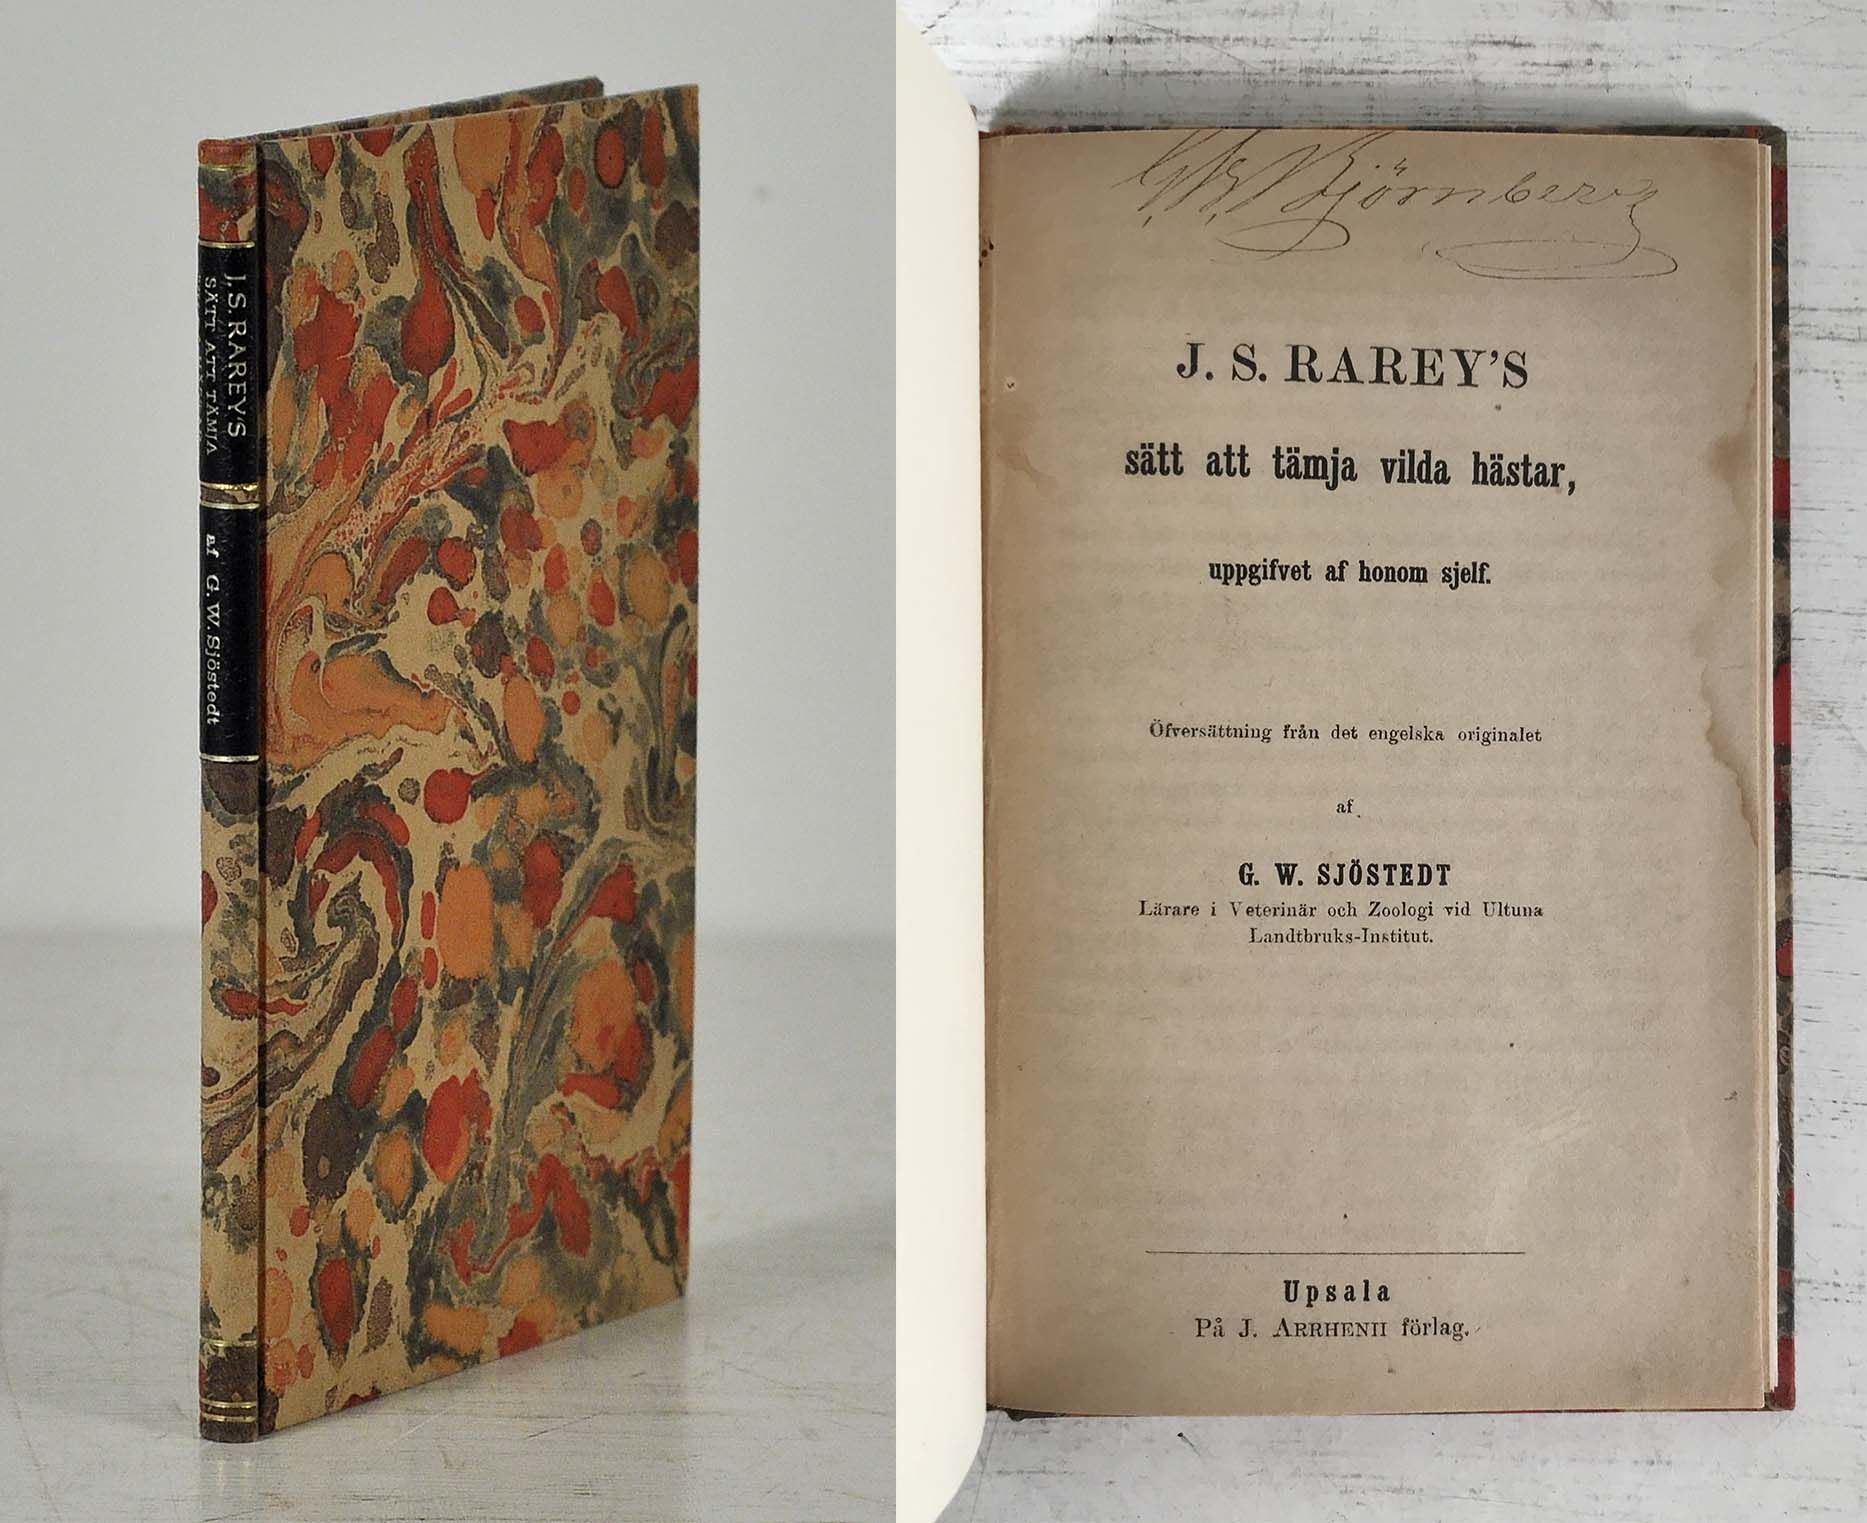 J. S. RAREY'S
SÄTT ATT TÄMJA
af G. W. Sjöstedt
Björnberg
J. S. RAREY'S
sätt att tämja vilda hästar,
uppgifvet af honom sjelf.
Öfversättning från det engelska originalet
af
G. W. SJÖSTEDT
Lärare i Veterinär och Zoologi vid Ultuna
Landtbruks-Institut.
Upsala
På J. ARRHENII förlag.